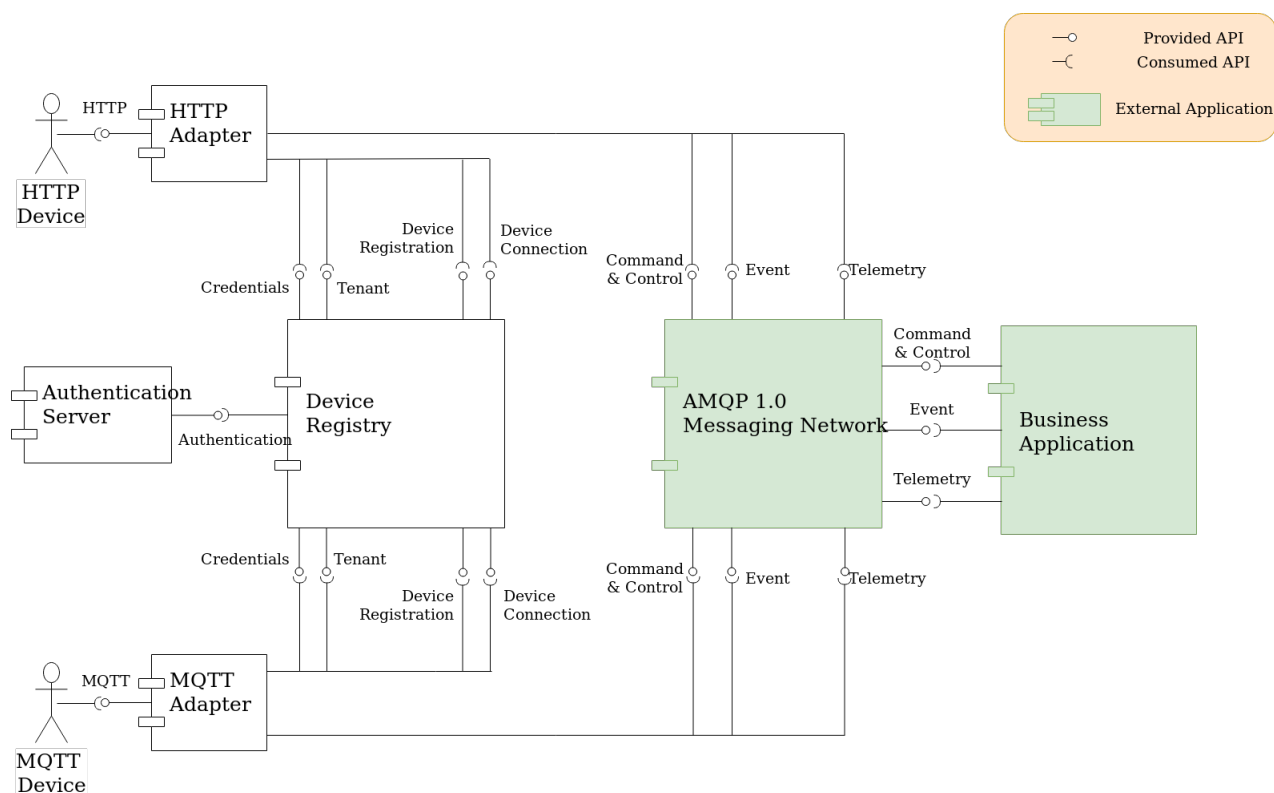 Provided API
Consumed API
External Application
HTTP
HTTP
Adapter
HTTP
Device
Device
Registration
Device
Connection
Credentials
Tenant
Command
& Control
Event
Telemetry
Authentication
Server
Authentication
Device
Registry
AMQP 1.0
Messaging Network
Command
& Control
Event
Telemetry
Business
Application
Credentials
Tenant
Device
Registration
Device
Connection
Command
& Control
Event
Telemetry
MQTT
MQTT
Adapter
MQTT
Device